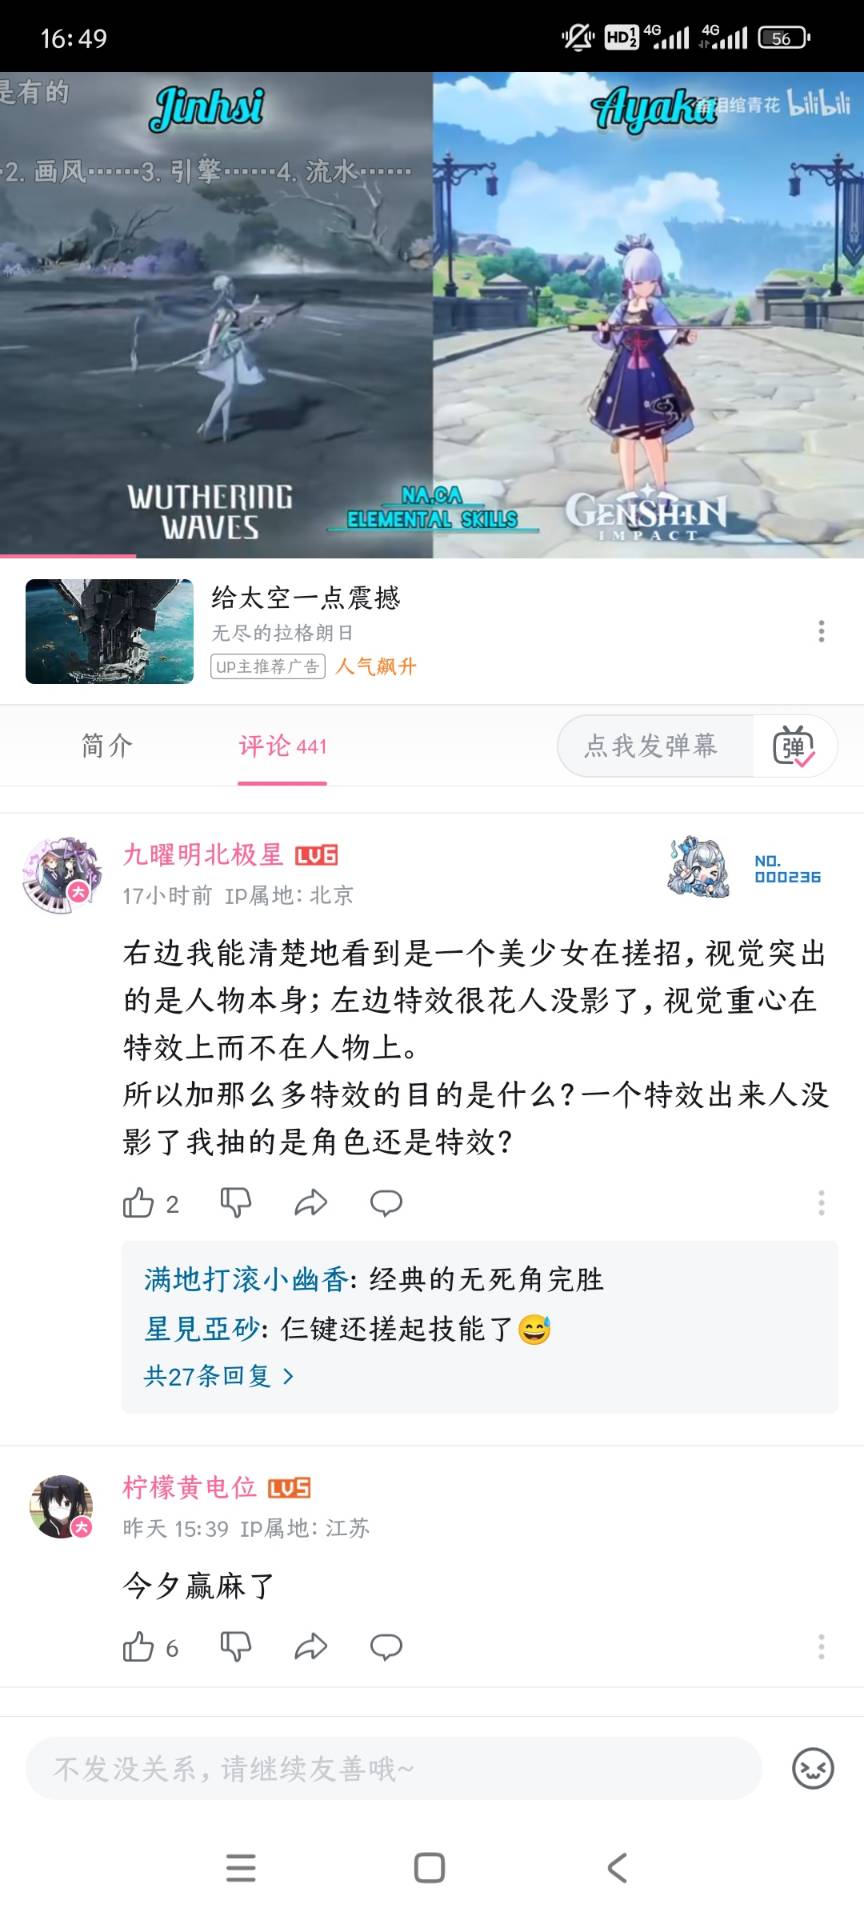 16:49
HD 1 2 4G 4G 56
是有的
Jinhsi
Ayaka
绾青花 bilibili
2. 画风……3. 引擎……4. 流水……
WUTHERING
WAVES
NA.CA
ELEMENTAL SKILLS
GENSHIN
IMPACT
给太空一点震撼
无尽的拉格朗日
UP主推荐广告 人气飙升
简介
评论 441
点我发弹幕
弹
九曜明北极星 LV6
大
NO.
000236
17小时前 IP属地：北京
右边我能清楚地看到是一个美少女在搓招，视觉突出
的是人物本身；左边特效很花人没影了，视觉重心在
特效上而不在人物上。
所以加那么多特效的目的是什么？一个特效出来人没
影了我抽的是角色还是特效？
2
满地打滚小幽香：经典的无死角完胜
星見亞砂：仨键还搓起技能了😅
共27条回复 >
柠檬黄电位 LV5
大
昨天 15:39 IP属地：江苏
今夕赢麻了
6
不发没关系，请继续友善哦~